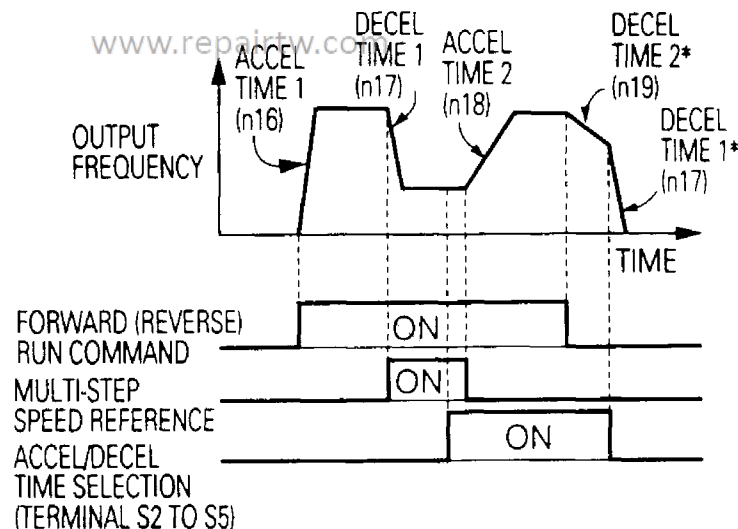 www.repairtw.com
ACCEL
TIME 1
(n16)
DECEL
TIME 1
(n17)
ACCEL
TIME 2
(n18)
DECEL
TIME 2*
(n19)
DECEL
TIME 1*
(n17)
OUTPUT
FREQUENCY
TIME
FORWARD (REVERSE)
RUN COMMAND
ON
MULTI-STEP
SPEED REFERENCE
ON
ACCEL/DECEL
TIME SELECTION
(TERMINAL S2 TO S5)
ON